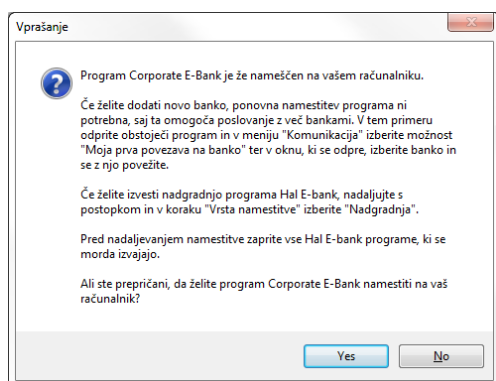 Vprašanje
Program Corporate E-Bank je že nameščen na vašem računalniku.
Če želite dodati novo banko, ponovna namestitev programa ni
potrebna, saj ta omogoča poslovanje z več bankami. V tem primeru
odprite obstoječi program in v meniju "Komunikacija" izberite možnost
"Moja prva povezava na banko" ter v oknu, ki se odpre, izberite banko in
se z njo povežite.
Če želite izvesti nadgradnjo programa Hal E-bank, nadaljujte s
postopkom in v koraku "Vrsta namestitve" izberite "Nadgradnja".
Pred nadaljevanjem namestitve zaprite vse Hal E-bank programe, ki se
morda izvajajo.
Ali ste prepričani, da želite program Corporate E-Bank namestiti na vaš
računalnik?
Yes
No